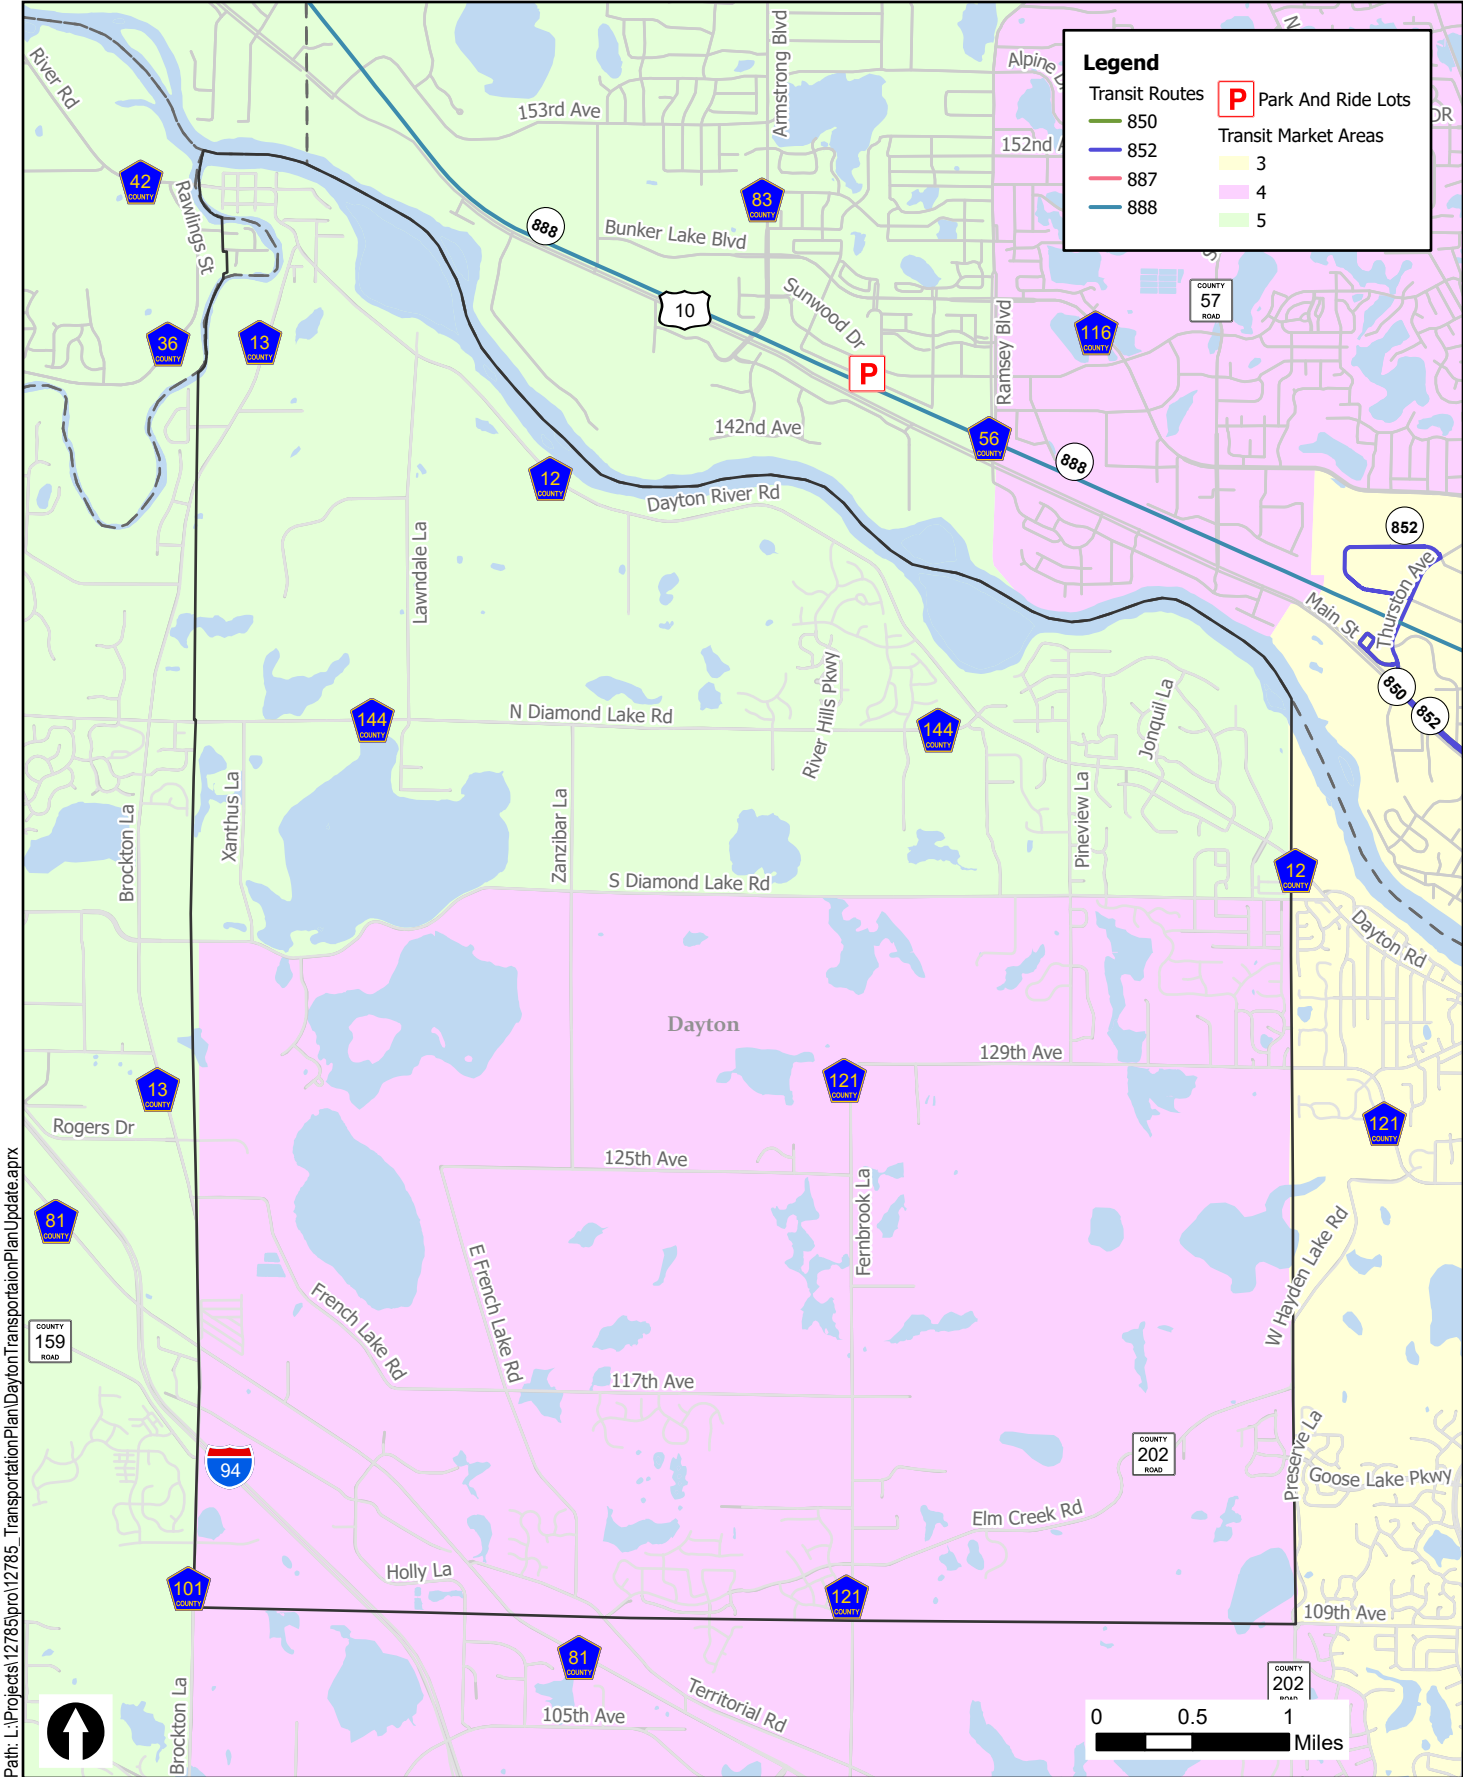 River Rd
153rd Ave
Armstrong Blvd
Alpine Dr
152nd A
N
DR
S
Legend
Transit Routes
850
852
887
888
P Park And Ride Lots
Transit Market Areas
3
4
5
42
COUNTY
Rawlings St
83
COUNTY
888
Bunker Lake Blvd
10
Sunwood Dr
Ramsey Blvd
COUNTY
57
ROAD
116
COUNTY
36
COUNTY
13
COUNTY
P
142nd Ave
56
COUNTY
888
12
COUNTY
Dayton River Rd
852
Lawndale La
Thurston Ave
Main St
850
852
N Diamond Lake Rd
144
COUNTY
River Hills Pkwy
144
COUNTY
Jonquil La
Brockton La
Xanthus La
Zanzibar La
Pineview La
S Diamond Lake Rd
12
COUNTY
Dayton Rd
Dayton
129th Ave
121
COUNTY
13
COUNTY
121
COUNTY
Rogers Dr
125th Ave
Fernbrook La
81
COUNTY
E French Lake Rd
French Lake Rd
W Hayden Lake Rd
COUNTY
159
ROAD
117th Ave
94
COUNTY
202
ROAD
Preserve La
Goose Lake Pkwy
Elm Creek Rd
Holly La
101
COUNTY
121
COUNTY
109th Ave
81
COUNTY
COUNTY
202
ROAD
Brockton La
105th Ave
Territorial Rd
0 0.5 1
Miles
Path: L:\Projects\12785\pro\12785_TransportationPlan\DaytonTransportaionPlanUpdate.aprx